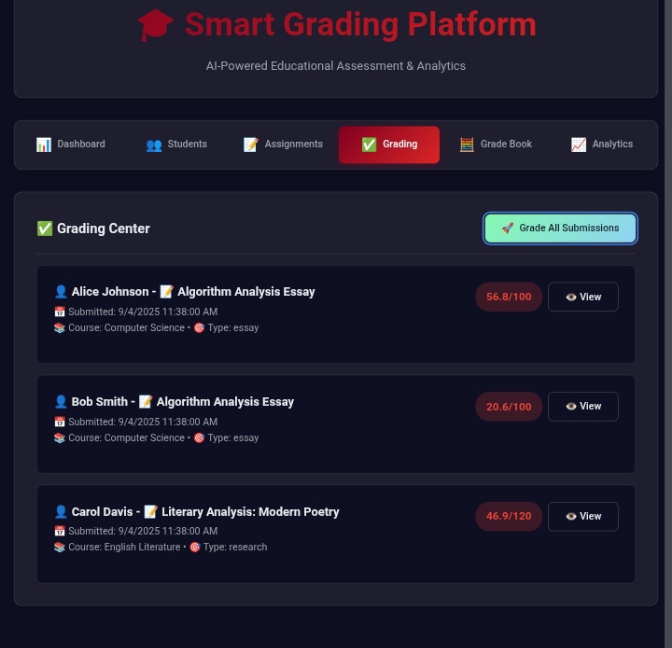 🎓 Smart Grading Platform
AI-Powered Educational Assessment & Analytics
📊 Dashboard 👥 Students 📝 Assignments ✅ Grading 🧮 Grade Book 📈 Analytics
✅ Grading Center
🚀 Grade All Submissions
👤 Alice Johnson - 📝 Algorithm Analysis Essay
📅 Submitted: 9/4/2025 11:38:00 AM
📚 Course: Computer Science • 🎯 Type: essay
56.8/100 👁️ View
👤 Bob Smith - 📝 Algorithm Analysis Essay
📅 Submitted: 9/4/2025 11:38:00 AM
📚 Course: Computer Science • 🎯 Type: essay
20.6/100 👁️ View
👤 Carol Davis - 📝 Literary Analysis: Modern Poetry
📅 Submitted: 9/4/2025 11:38:00 AM
📚 Course: English Literature • 🎯 Type: research
46.9/120 👁️ View